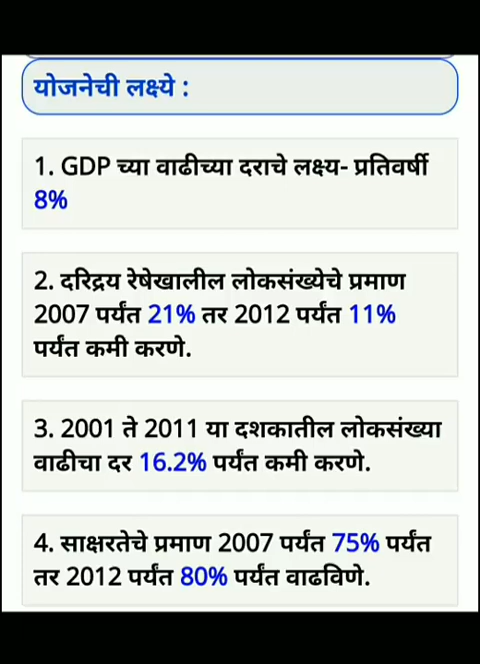 योजनेची लक्ष्ये :
1. GDP च्या वाढीच्या दराचे लक्ष्य- प्रतिवर्षी
8%
2. दरिद्रय रेषेखालील लोकसंख्येचे प्रमाण
2007 पर्यंत 21% तर 2012 पर्यंत 11%
पर्यंत कमी करणे.
3. 2001 ते 2011 या दशकातील लोकसंख्या
वाढीचा दर 16.2% पर्यंत कमी करणे.
4. साक्षरतेचे प्रमाण 2007 पर्यंत 75% पर्यंत
तर 2012 पर्यंत 80% पर्यंत वाढविणे.